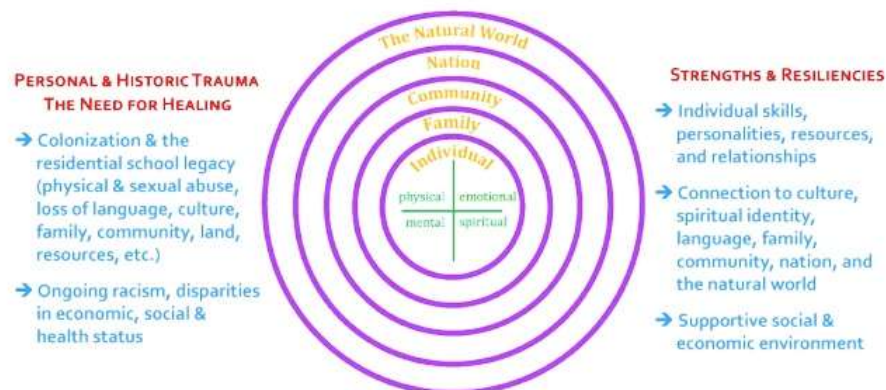 PERSONAL & HISTORIC TRAUMA
THE NEED FOR HEALING
→ Colonization & the
residential school legacy
(physical & sexual abuse,
loss of language, culture,
family, community, land,
resources, etc.)
→ Ongoing racism, disparities
in economic, social &
health status
The Natural World
Nation
Community
Family
Individual
physical emotional
mental spiritual
STRENGTHS & RESILIENCIES
→ Individual skills,
personalities, resources,
and relationships
→ Connection to culture,
spiritual identity,
language, family,
community, nation, and
the natural world
→ Supportive social &
economic environment